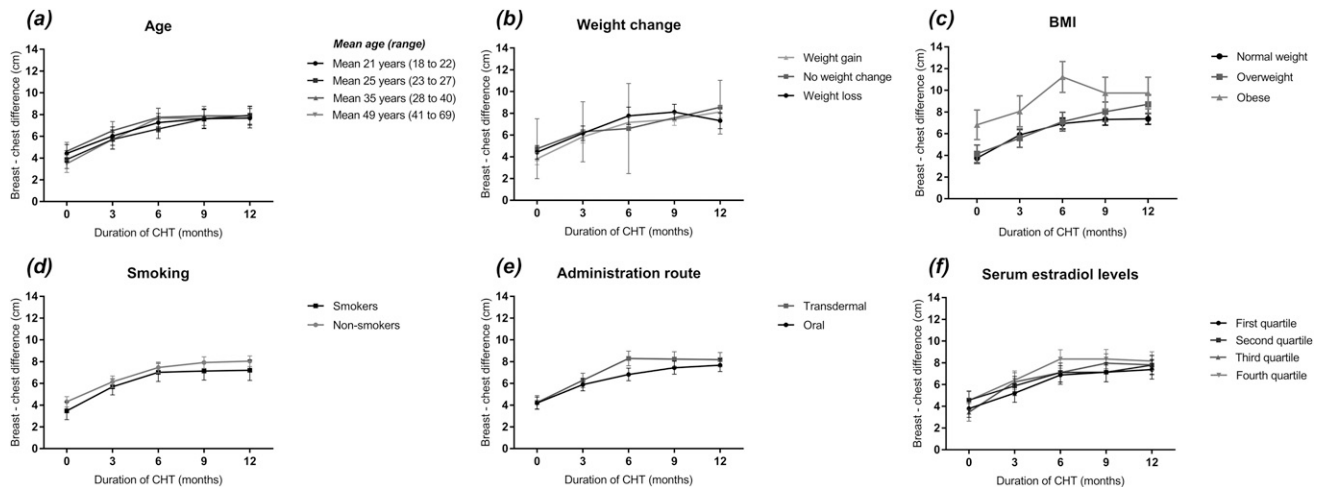 (a)
Age
Breast - chest difference (cm)
14
12
10
8
6
4
2
0
0 3 6 9 12
Duration of CHT (months)
Mean age (range)
Mean 21 years (18 to 22)
Mean 25 years (23 to 27)
Mean 35 years (28 to 40)
Mean 49 years (41 to 69)
(b)
Weight change
Breast - chest difference (cm)
14
12
10
8
6
4
2
0
0 3 6 9 12
Duration of CHT (months)
Weight gain
No weight change
Weight loss
(c)
BMI
Breast - chest difference (cm)
14
12
10
8
6
4
2
0
0 3 6 9 12
Duration of CHT (months)
Normal weight
Overweight
Obese
(d)
Smoking
Breast - chest difference (cm)
14
12
10
8
6
4
2
0
0 3 6 9 12
Duration of CHT (months)
Smokers
Non-smokers
(e)
Administration route
Breast - chest difference (cm)
14
12
10
8
6
4
2
0
0 3 6 9 12
Duration of CHT (months)
Transdermal
Oral
(f)
Serum estradiol levels
Breast - chest difference (cm)
14
12
10
8
6
4
2
0
0 3 6 9 12
Duration of CHT (months)
First quartile
Second quartile
Third quartile
Fourth quartile